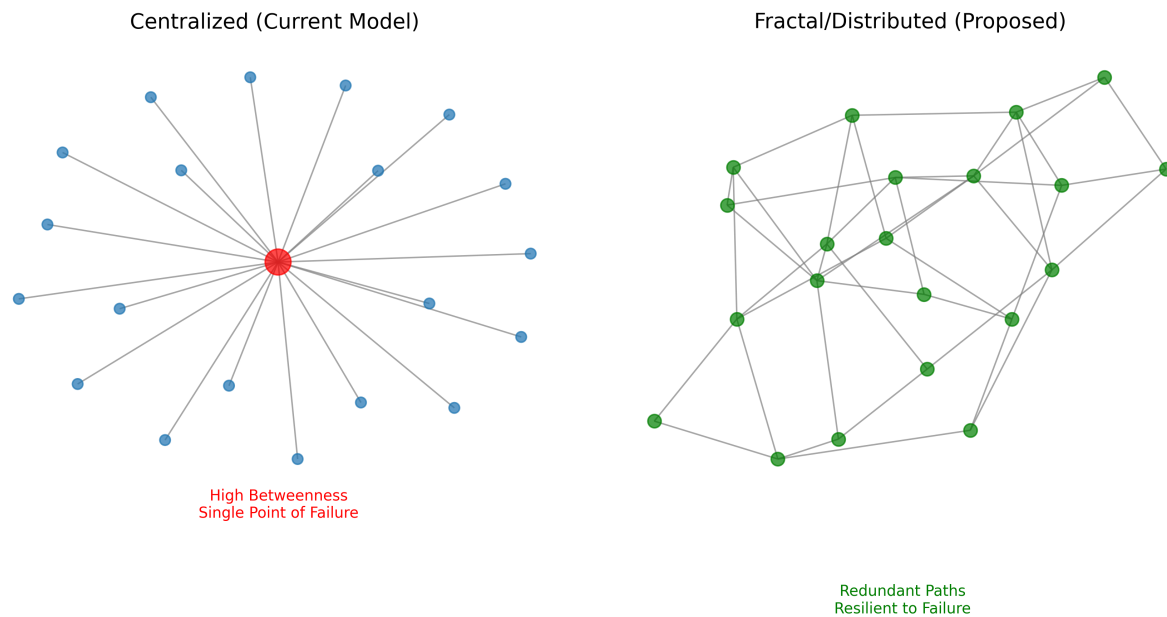 Centralized (Current Model)
High Betweenness
Single Point of Failure
Fractal/Distributed (Proposed)
Redundant Paths
Resilient to Failure